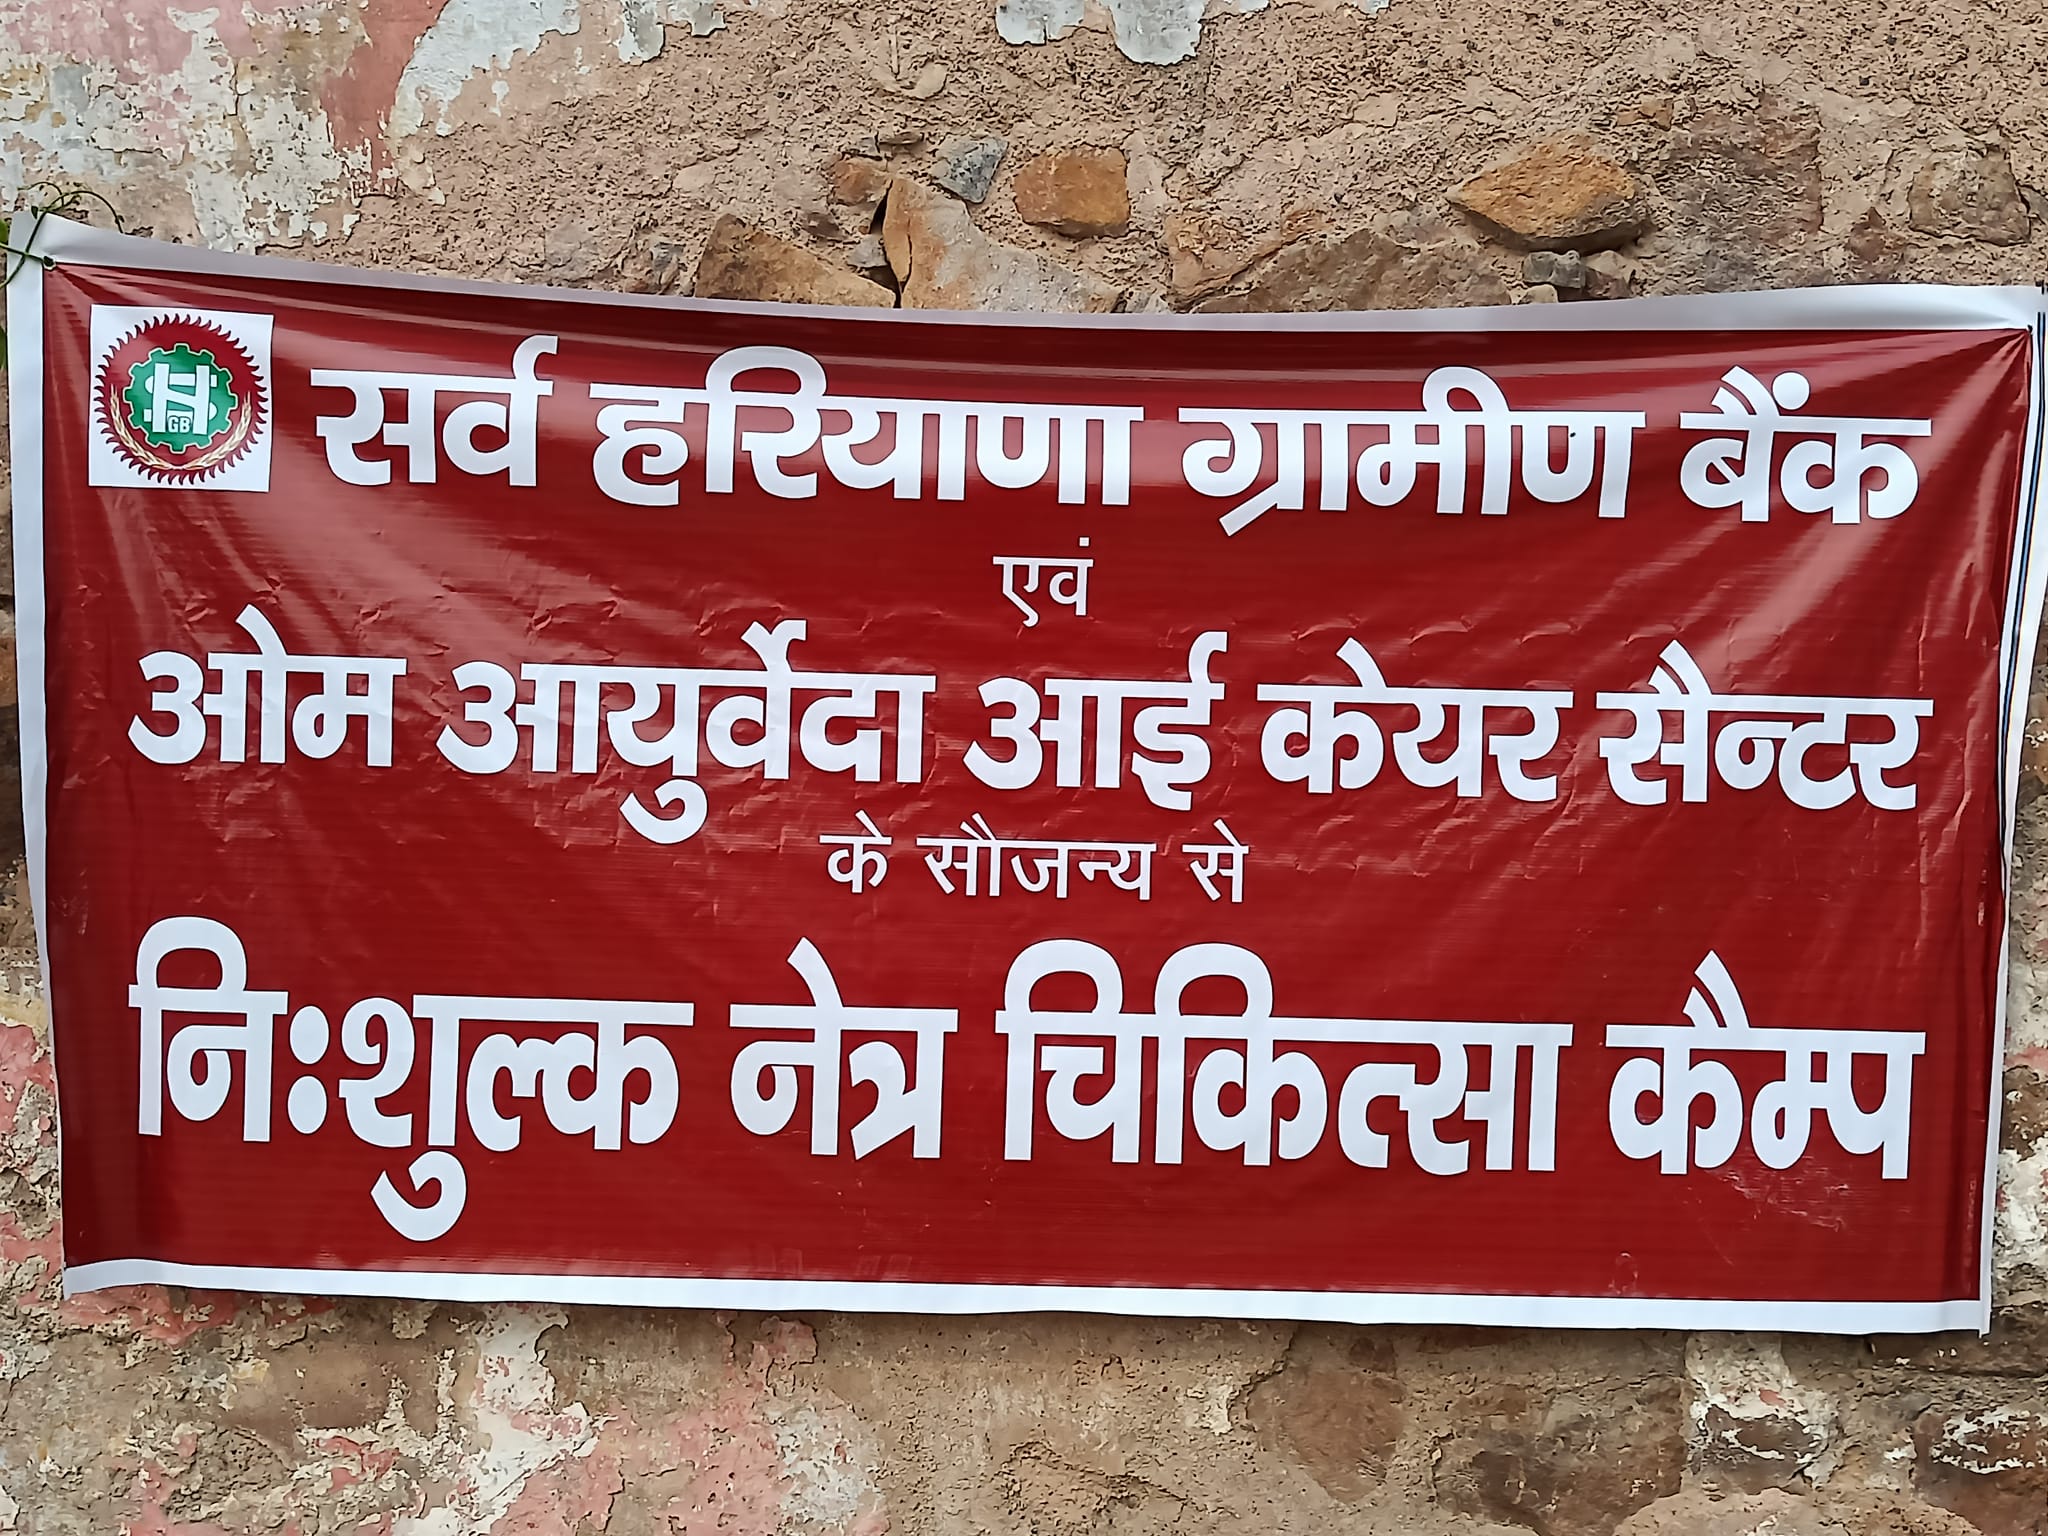 सर्व हरियाणा ग्रामीण बैंक
एवं
ओम आयुर्वेदा आई केयर सैन्टर
के सौजन्य से
निःशुल्क नेत्र चिकित्सा कैम्प